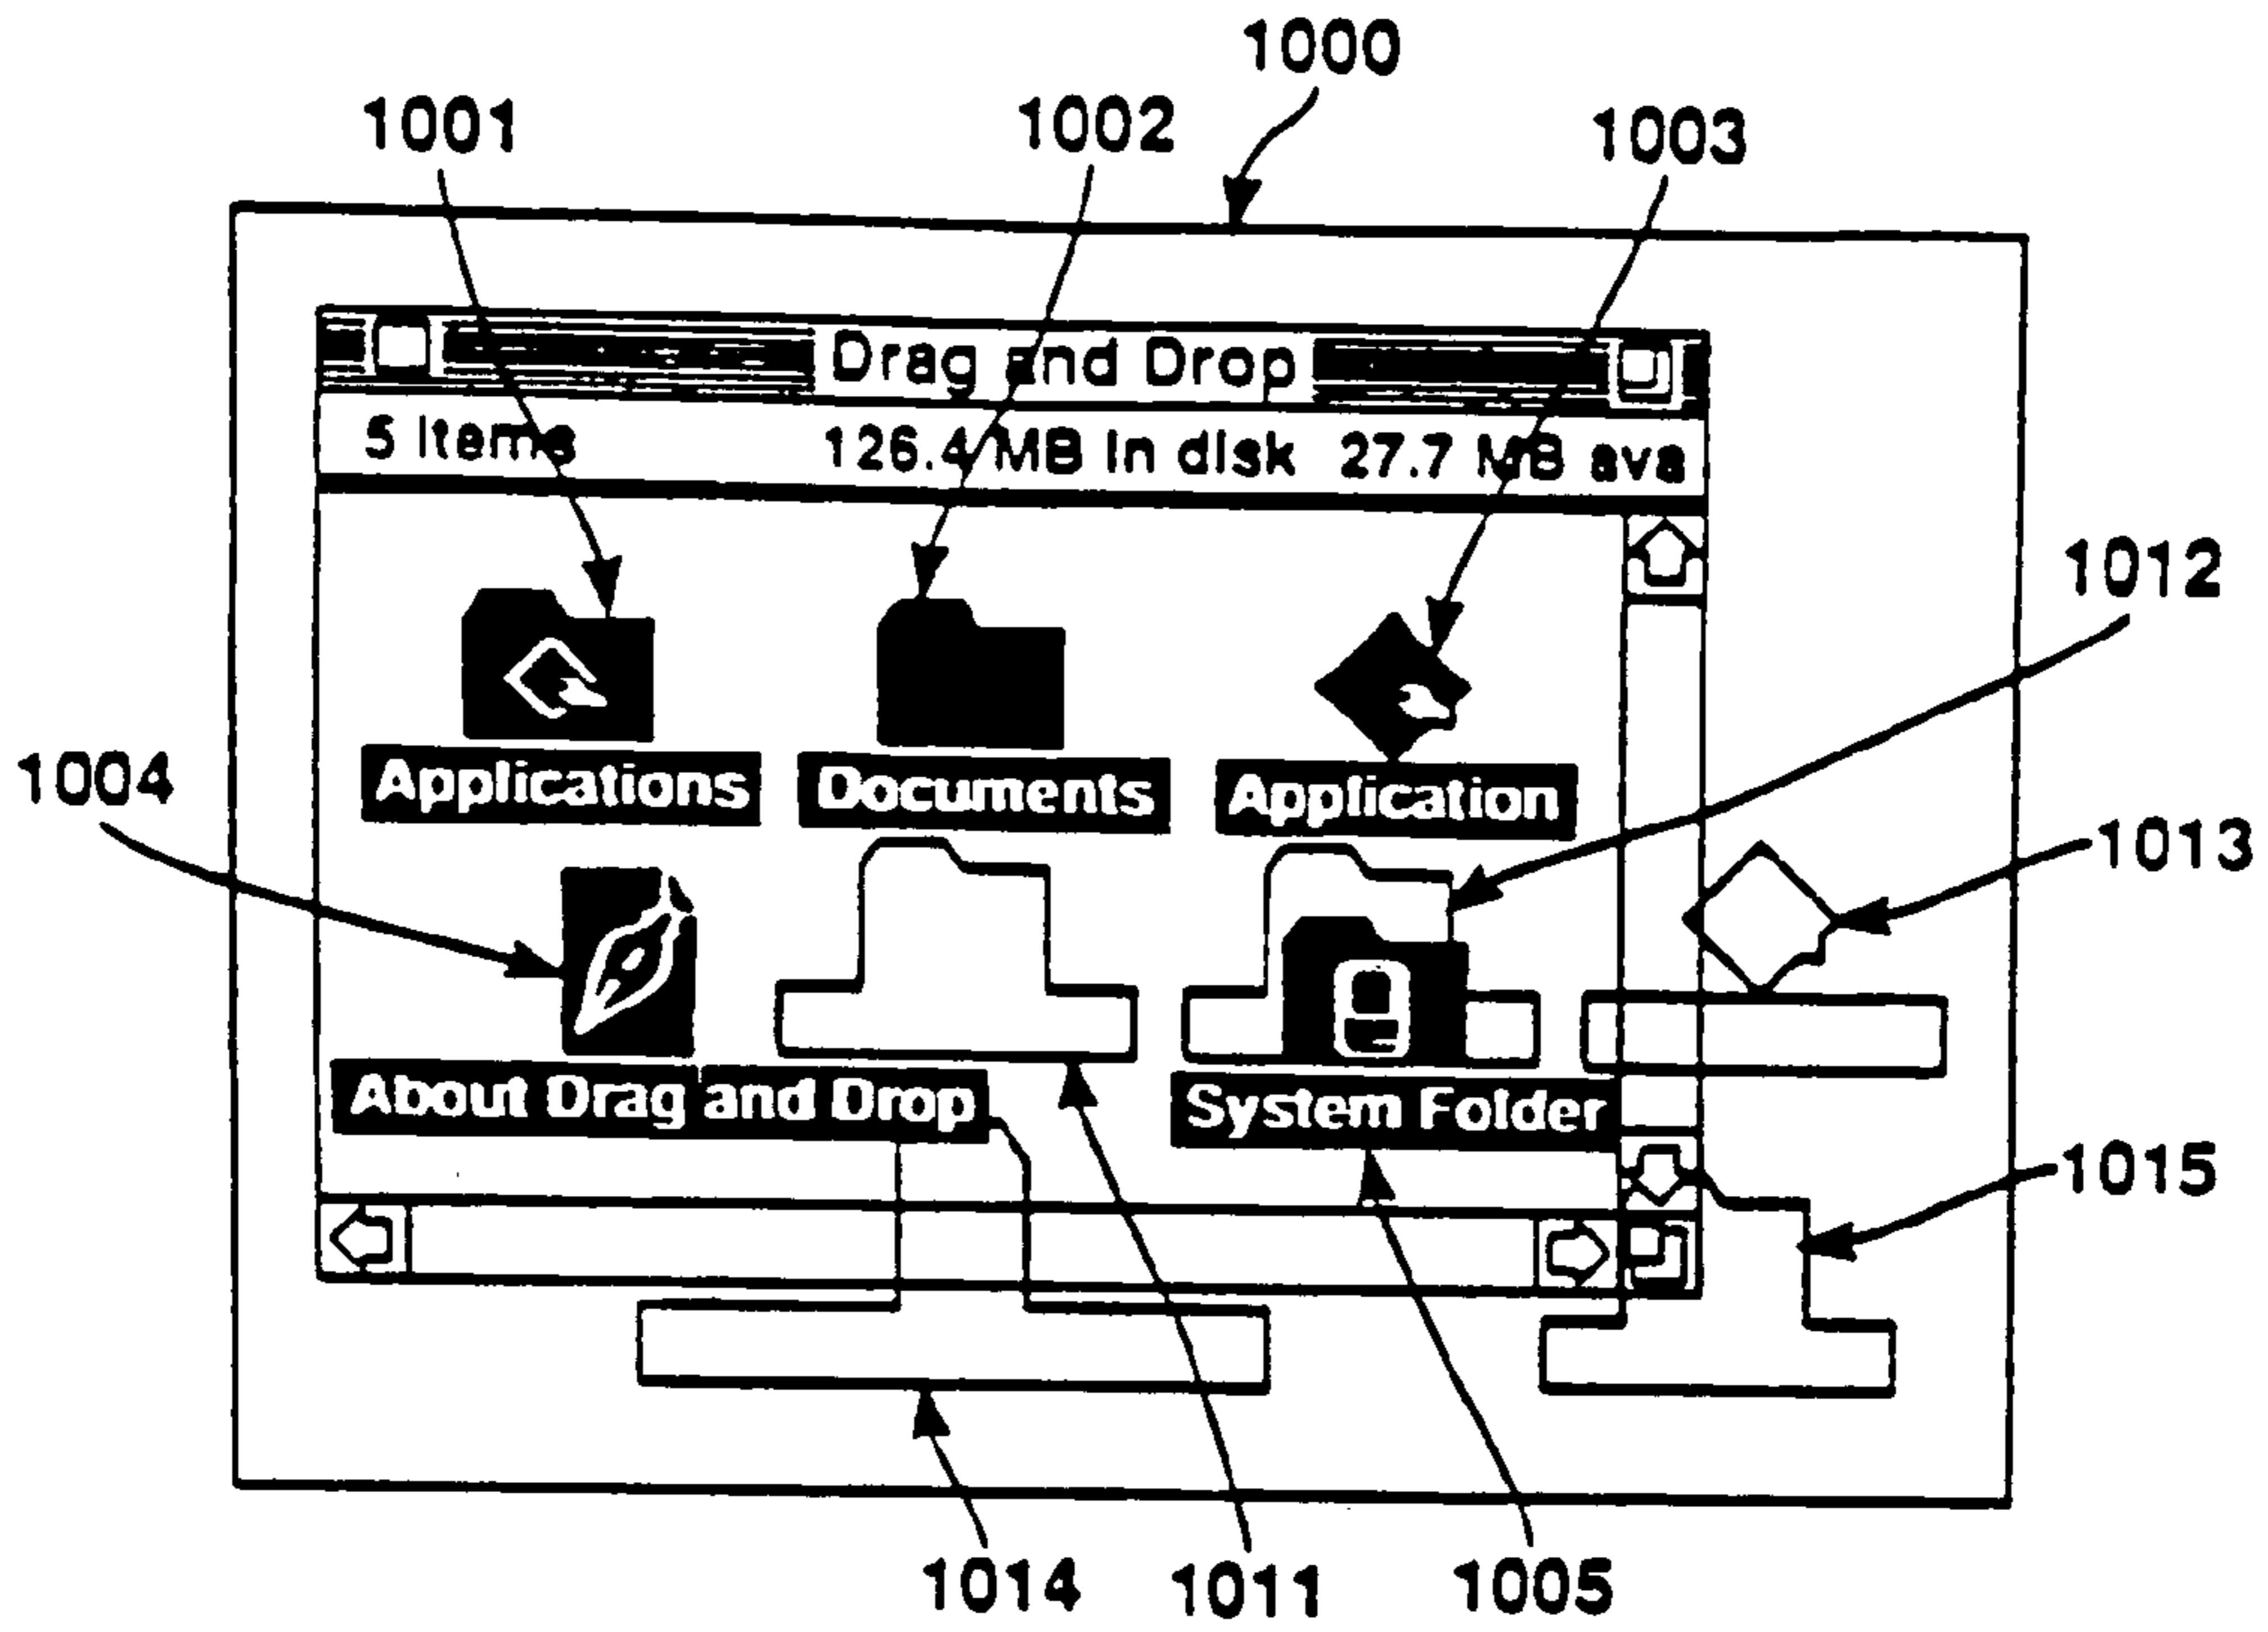 1000
1001 1002 1003
Drag and Drop
5 items 126.4 MB in disk 27.7 MB ava
1012
Applications Documents Application
1004
1013
About Drag and Drop System Folder
1015
1014 1011 1005